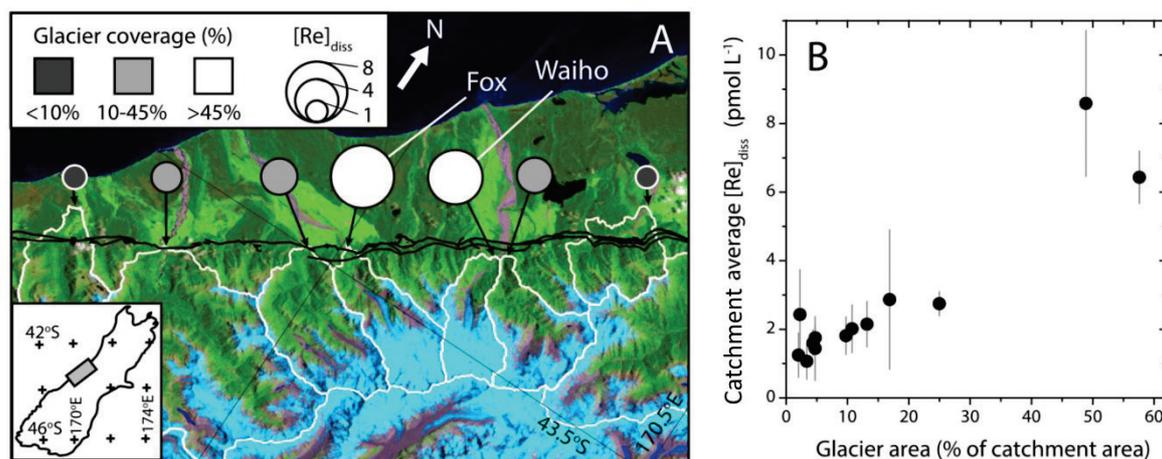 Glacier coverage (%)
<10%
10-45%
>45%
[Re]diss
8
4
1
N
A
Fox
Waiho
42°S
46°S
170°E
174°E
43.5°S
170.5°E
B
Catchment average [Re]diss (pmol L-1)
10
8
6
4
2
0
0 10 20 30 40 50 60
Glacier area (% of catchment area)